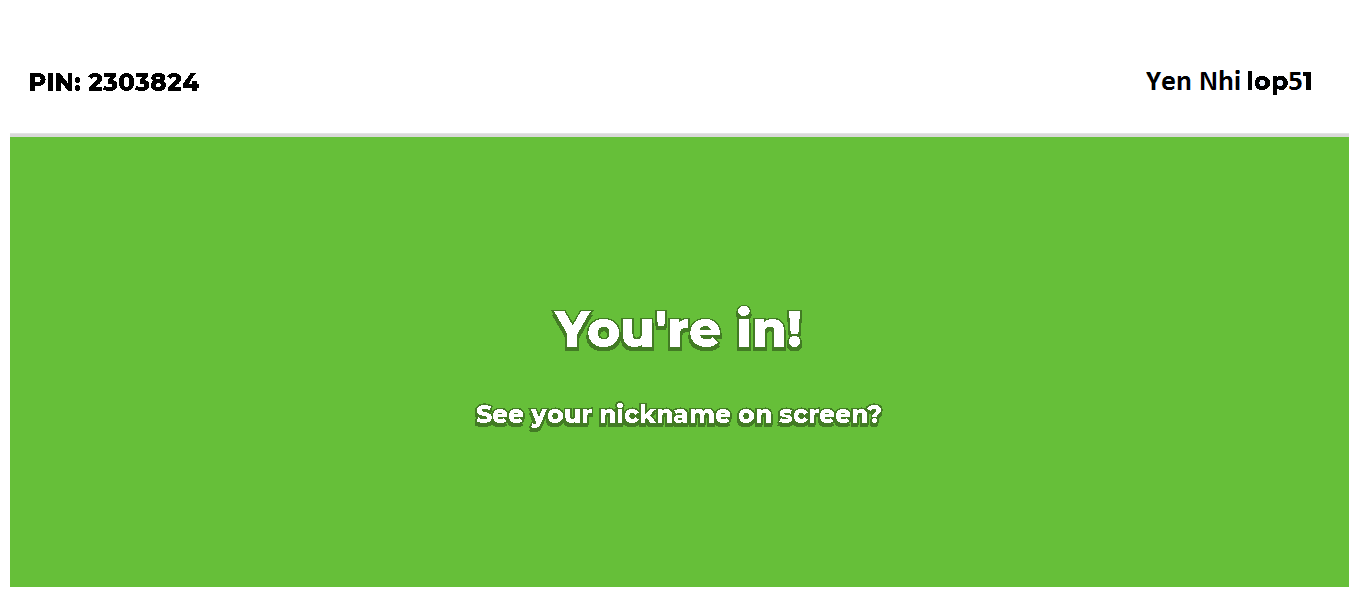 PIN: 2303824
Yen Nhi lop51
You're in!
See your nickname on screen?